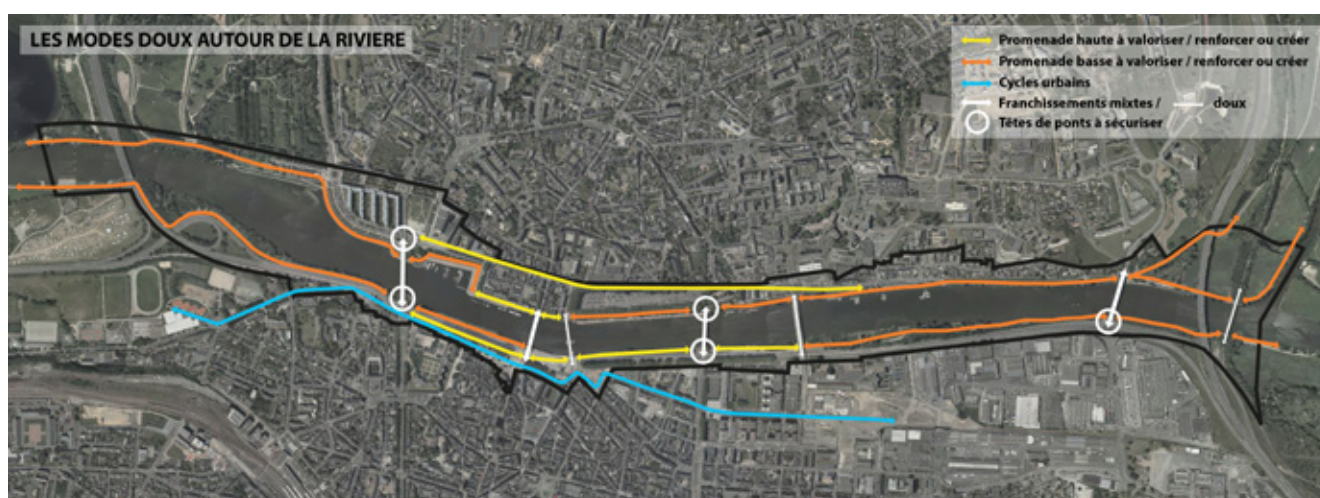 LES MODES DOUX AUTOUR DE LA RIVIERE
Promenade haute à valoriser / renforcer ou créer
Promenade basse à valoriser / renforcer ou créer
Cycles urbains
Franchissements mixtes / doux
Têtes de ponts à sécuriser